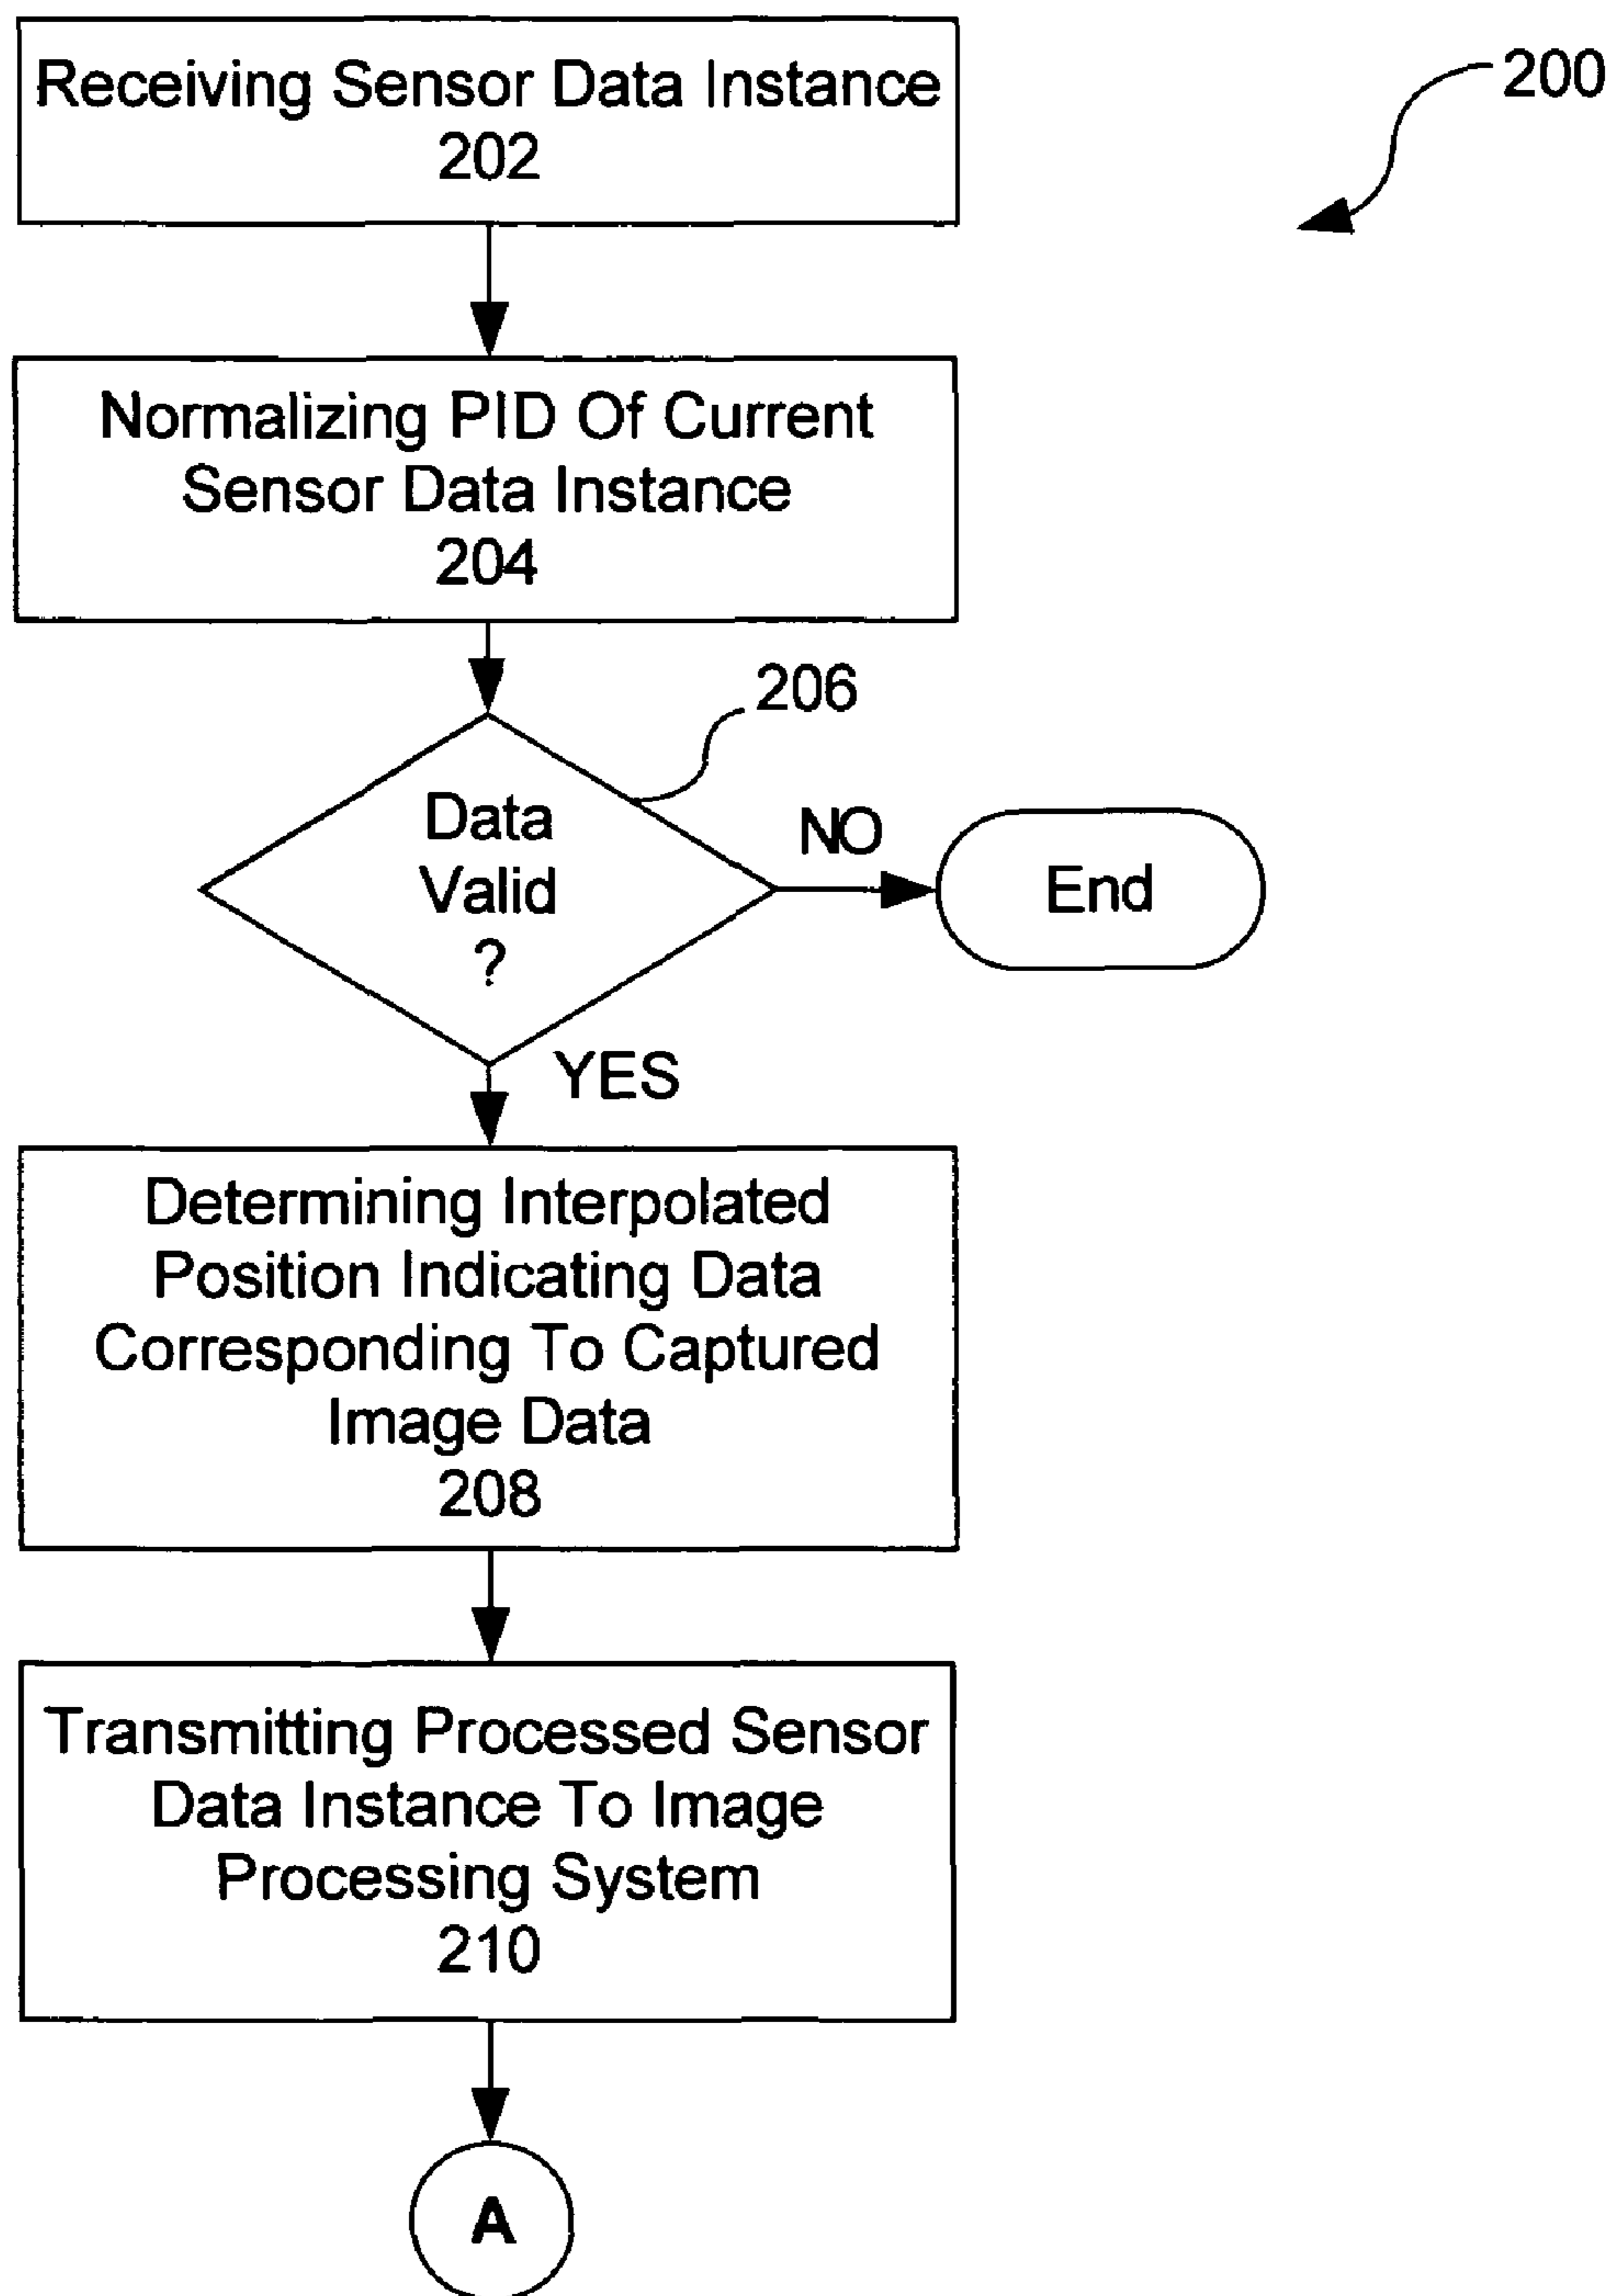 Receiving Sensor Data Instance
202
200
Normalizing PID Of Current
Sensor Data Instance
204
206
Data
Valid
?
NO
End
YES
Determining Interpolated
Position Indicating Data
Corresponding To Captured
Image Data
208
Transmitting Processed Sensor
Data Instance To Image
Processing System
210
A